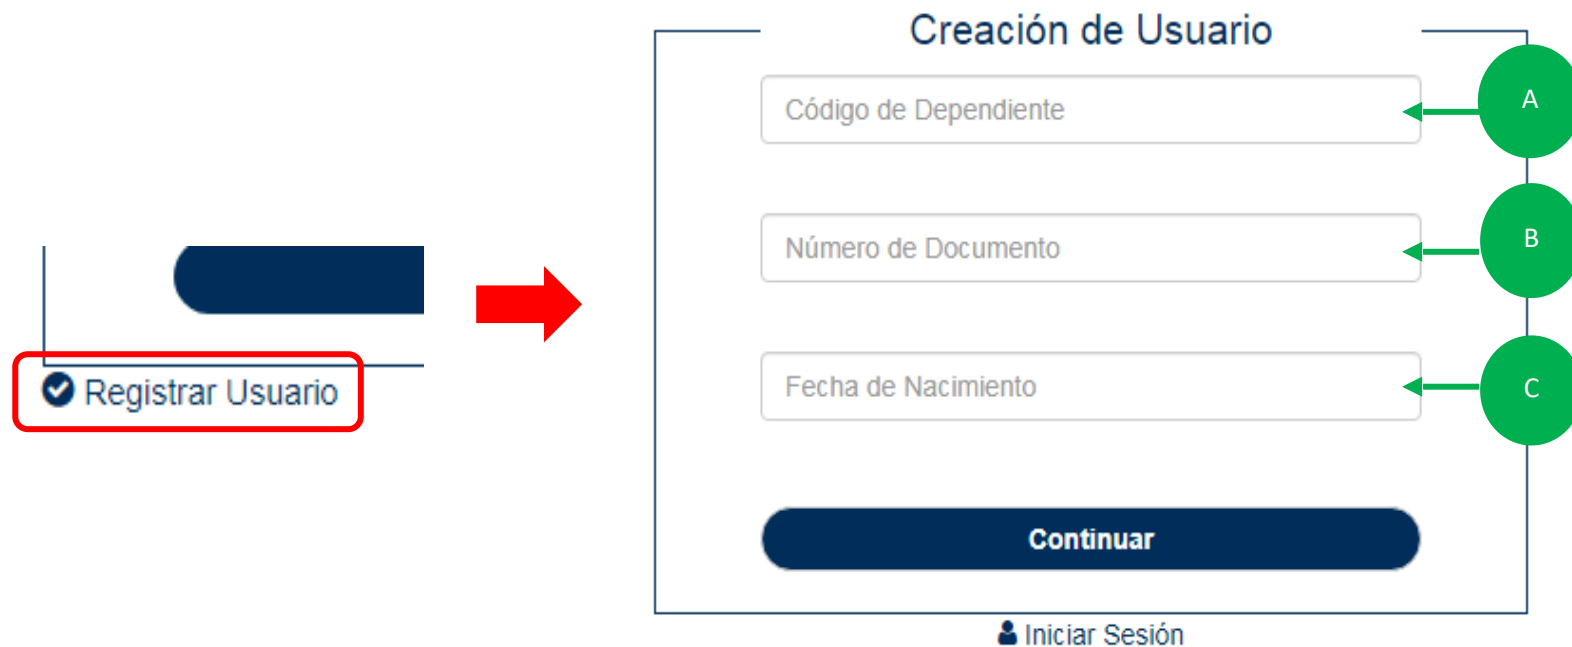 Registrar Usuario
Creación de Usuario
Código de Dependiente
A
Número de Documento
B
Fecha de Nacimiento
C
Continuar
Iniciar Sesión